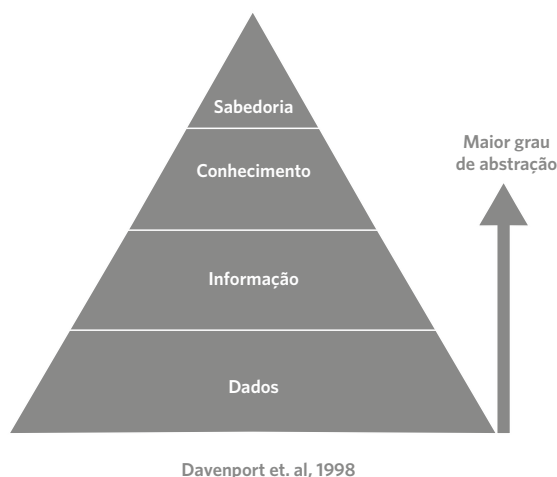 Sabedoria
Maior grau
de abstração
Conhecimento
Informação
Dados
Davenport et. al, 1998